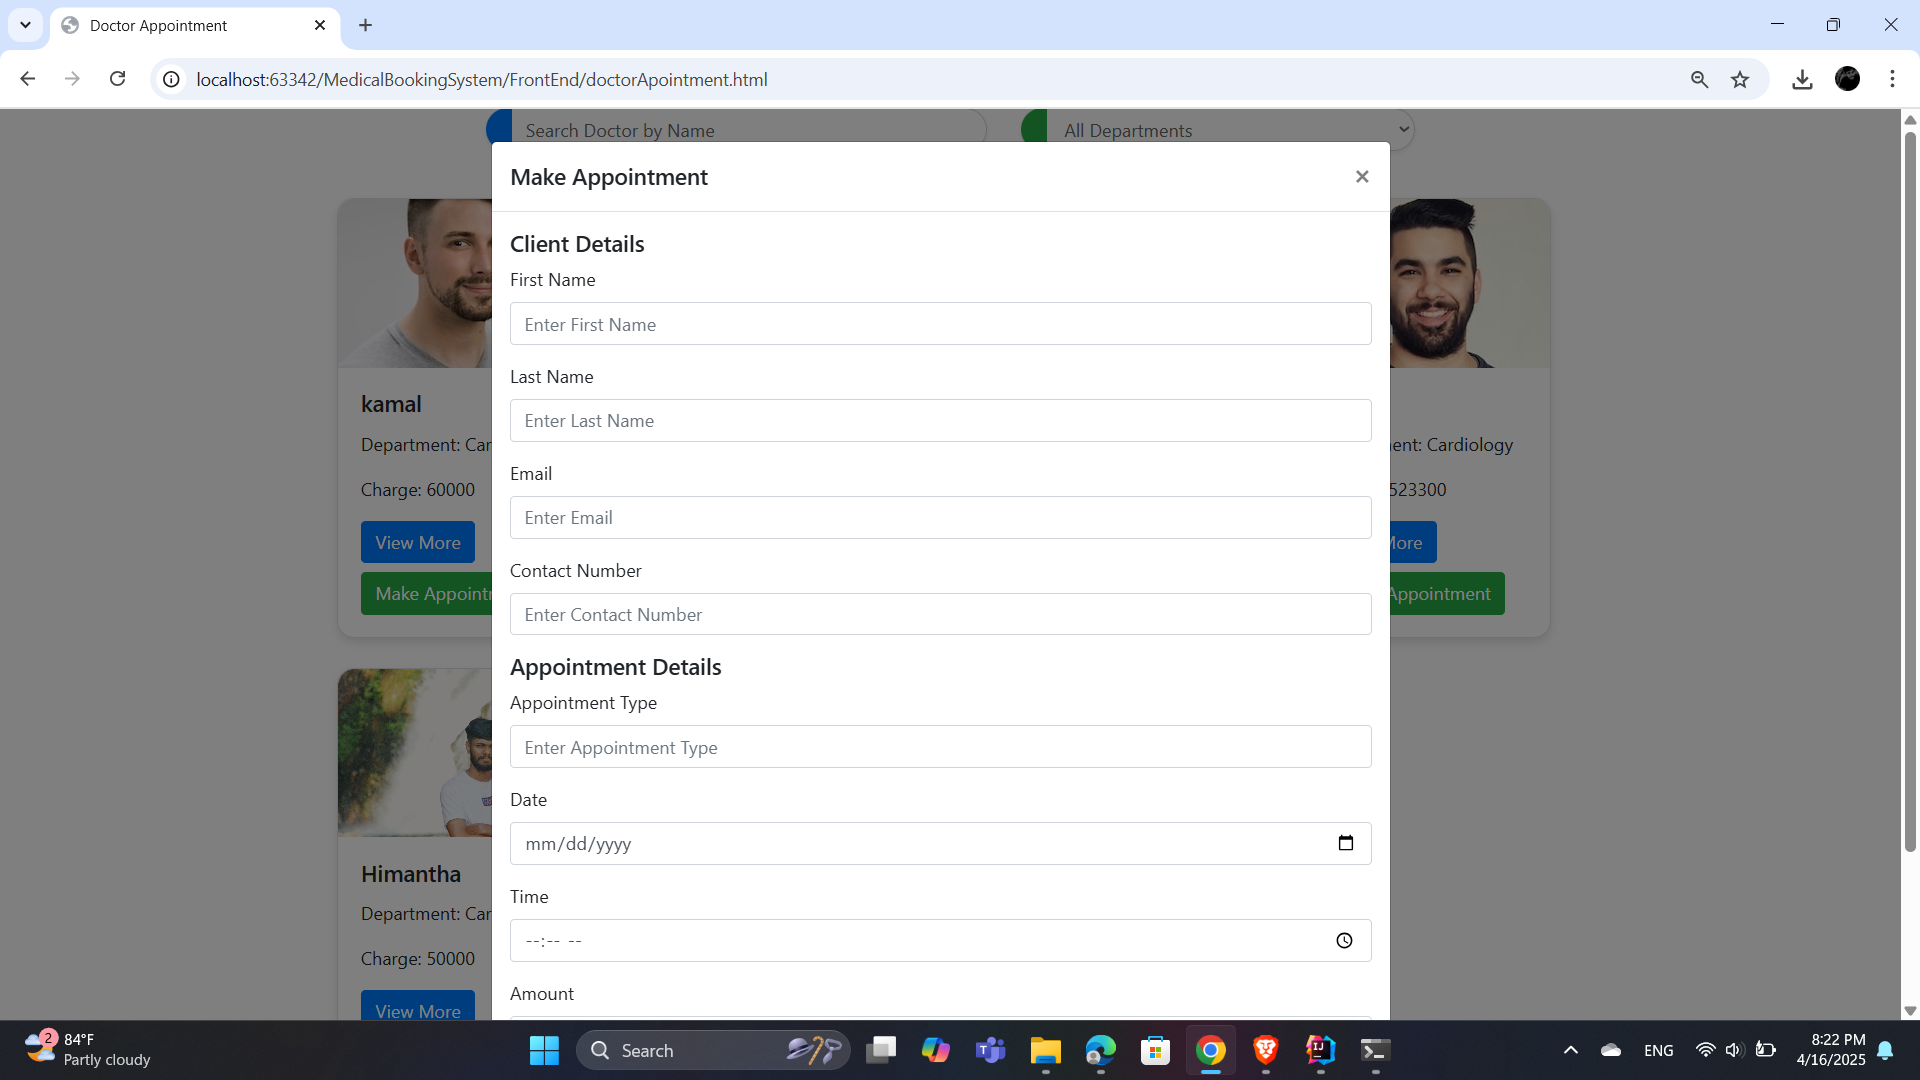 Doctor Appointment
localhost:63342/MedicalBookingSystem/FrontEnd/doctorApointment.html
Search Doctor by Name
All Departments
Make Appointment
×
Client Details
First Name
Enter First Name
Last Name
Enter Last Name
Email
Enter Email
Contact Number
Enter Contact Number
Appointment Details
Appointment Type
Enter Appointment Type
Date
mm/dd/yyyy
Time
--:-- --
Amount
kamal
Department: Car
Charge: 60000
View More
Make Appoint
Cardiology
523300
More
Appointment
Himantha
Department: Car
Charge: 50000
View More
2
84°F
Partly cloudy
Search
ENG
8:22 PM
4/16/2025